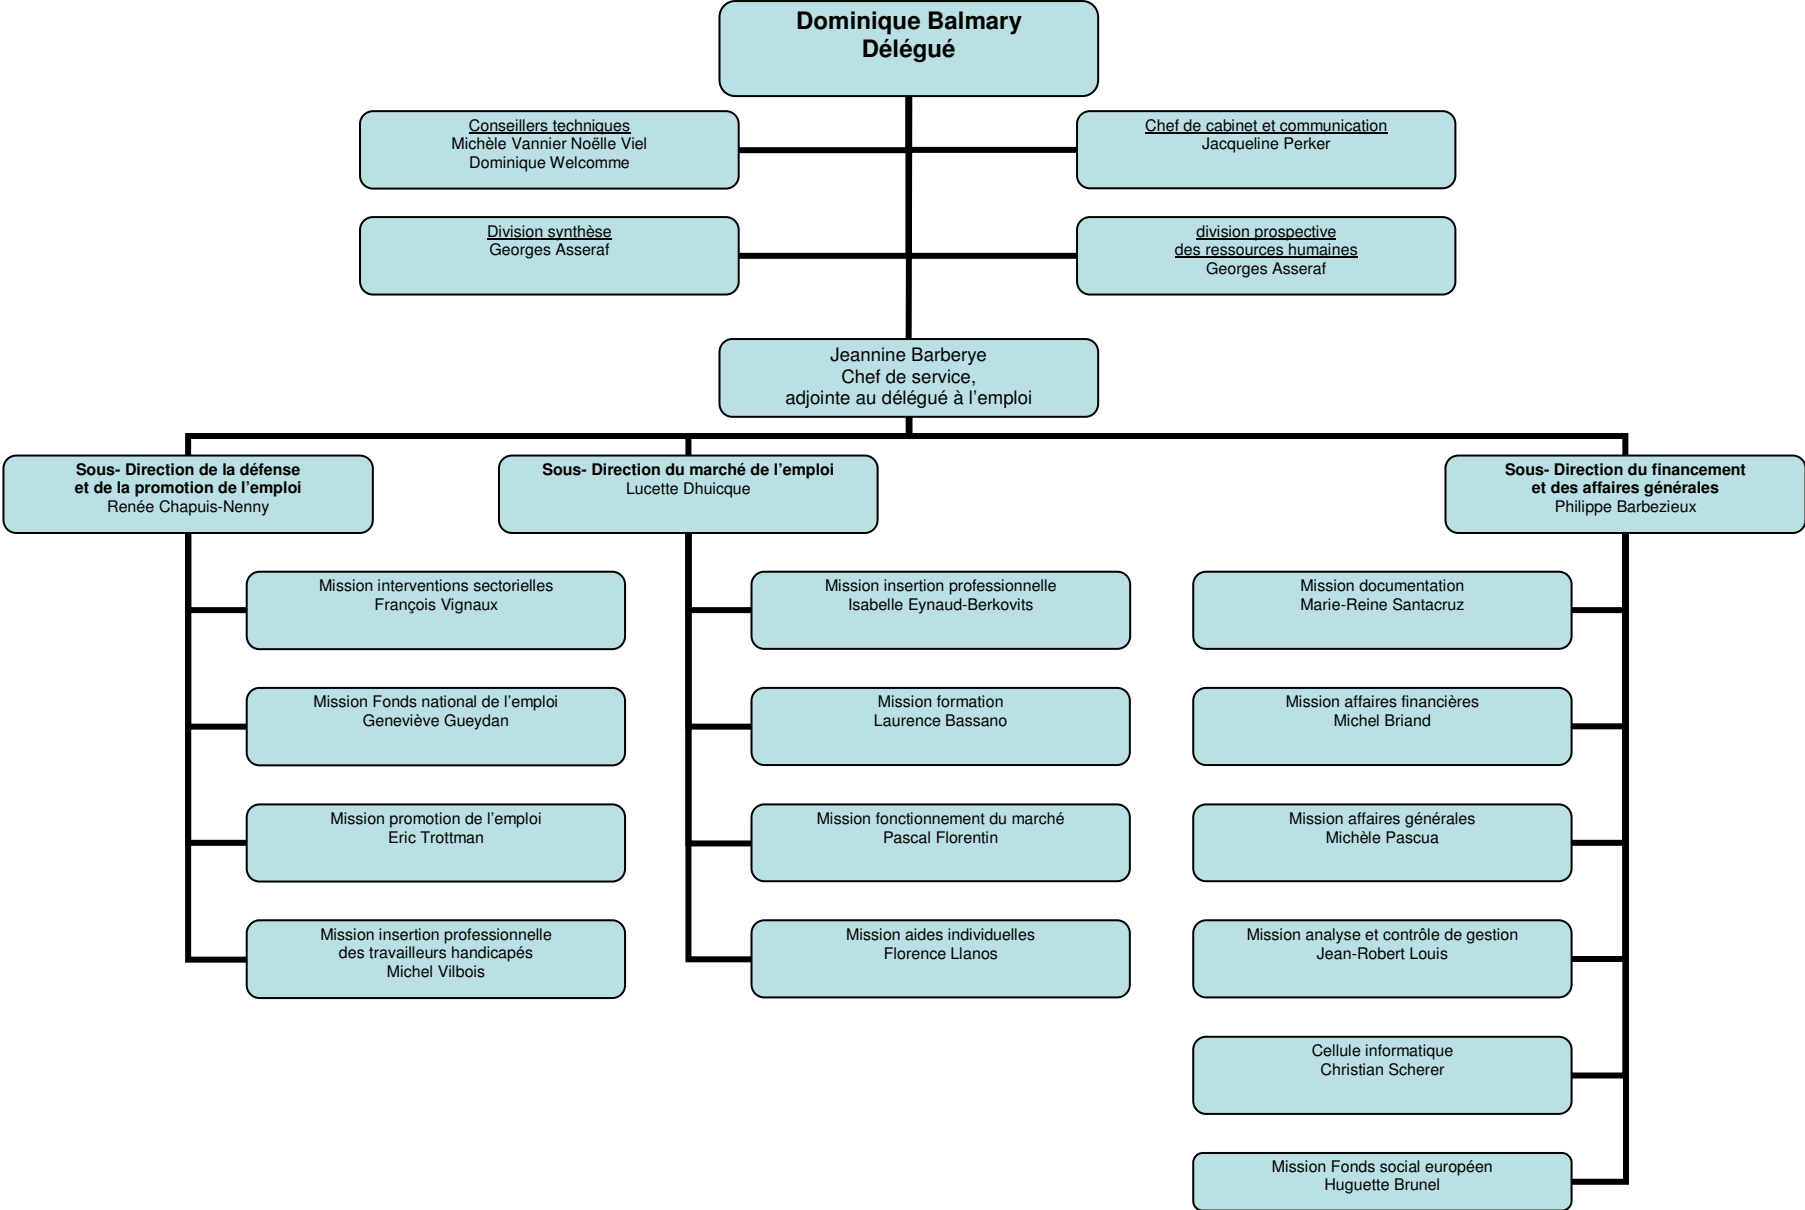 Dominique Balmary
Délégué
Conseillers techniques
Michèle Vannier Noëlle Viel
Dominique Welcomme
Chef de cabinet et communication
Jacqueline Perker
Division synthèse
Georges Asseraf
division prospective
des ressources humaines
Georges Asseraf
Jeannine Barberye
Chef de service,
adjointe au délégué à l’emploi
Sous- Direction de la défense
et de la promotion de l’emploi
Renée Chapuis-Nenny
Sous- Direction du marché de l’emploi
Lucette Dhuicque
Sous- Direction du financement
et des affaires générales
Philippe Barbezieux
Mission interventions sectorielles
François Vignaux
Mission Fonds national de l’emploi
Geneviève Gueydan
Mission promotion de l’emploi
Eric Trottman
Mission insertion professionnelle
des travailleurs handicapés
Michel Vilbois
Mission insertion professionnelle
Isabelle Eynaud-Berkovits
Mission formation
Laurence Bassano
Mission fonctionnement du marché
Pascal Florentin
Mission aides individuelles
Florence Llanos
Mission documentation
Marie-Reine Santacruz
Mission affaires financières
Michel Briand
Mission affaires générales
Michèle Pascua
Mission analyse et contrôle de gestion
Jean-Robert Louis
Cellule informatique
Christian Scherer
Mission Fonds social européen
Huguette Brunel